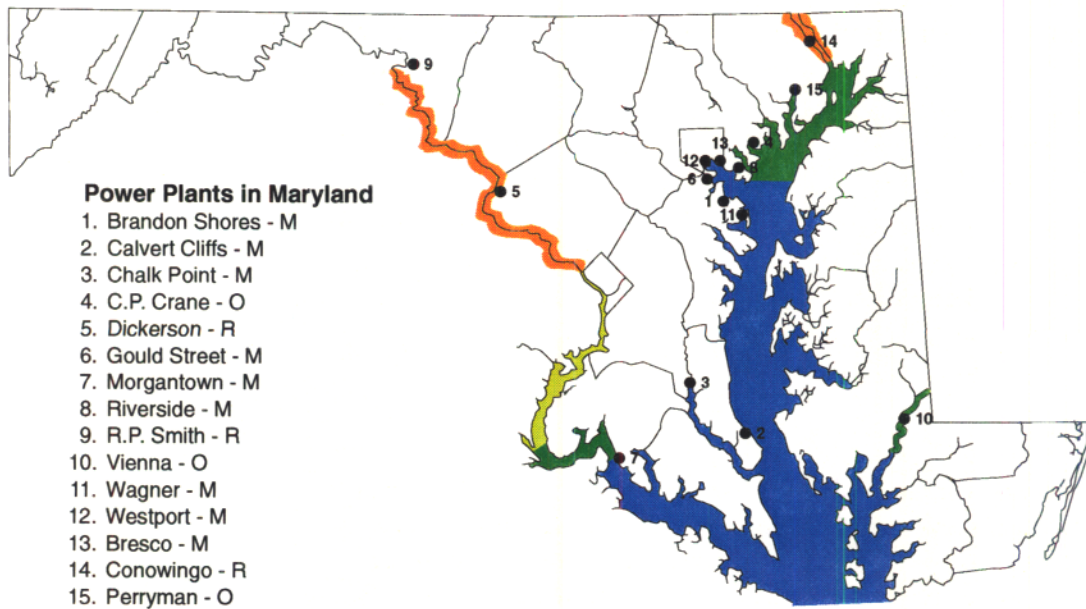 Power Plants in Maryland
1. Brandon Shores - M
2. Calvert Cliffs - M
3. Chalk Point - M
4. C.P. Crane - O
5. Dickerson - R
6. Gould Street - M
7. Morgantown - M
8. Riverside - M
9. R.P. Smith - R
10. Vienna - O
11. Wagner - M
12. Westport - M
13. Bresco - M
14. Conowingo - R
15. Perryman - O
14
9
15
4
13
12
8
6
5
1
11
3
10
2
7